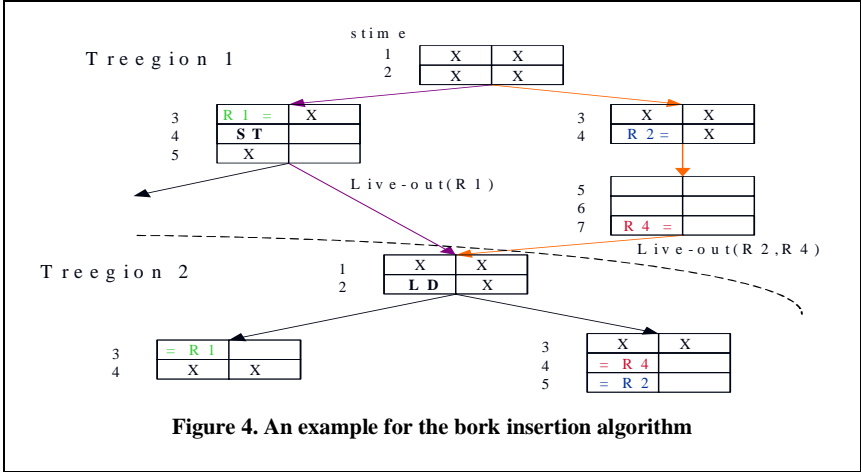 stime
Treegion 1
1 X X
2 X X
3 R1 = X
4 ST
5 X
3 X X
4 R2= X
5
6
7 R4 =
Live-out(R1)
Live-out(R2,R4)
Treegion 2
1 X X
2 LD X
3 = R1
4 X X
3 X X
4 = R4
5 = R2
Figure 4. An example for the bork insertion algorithm